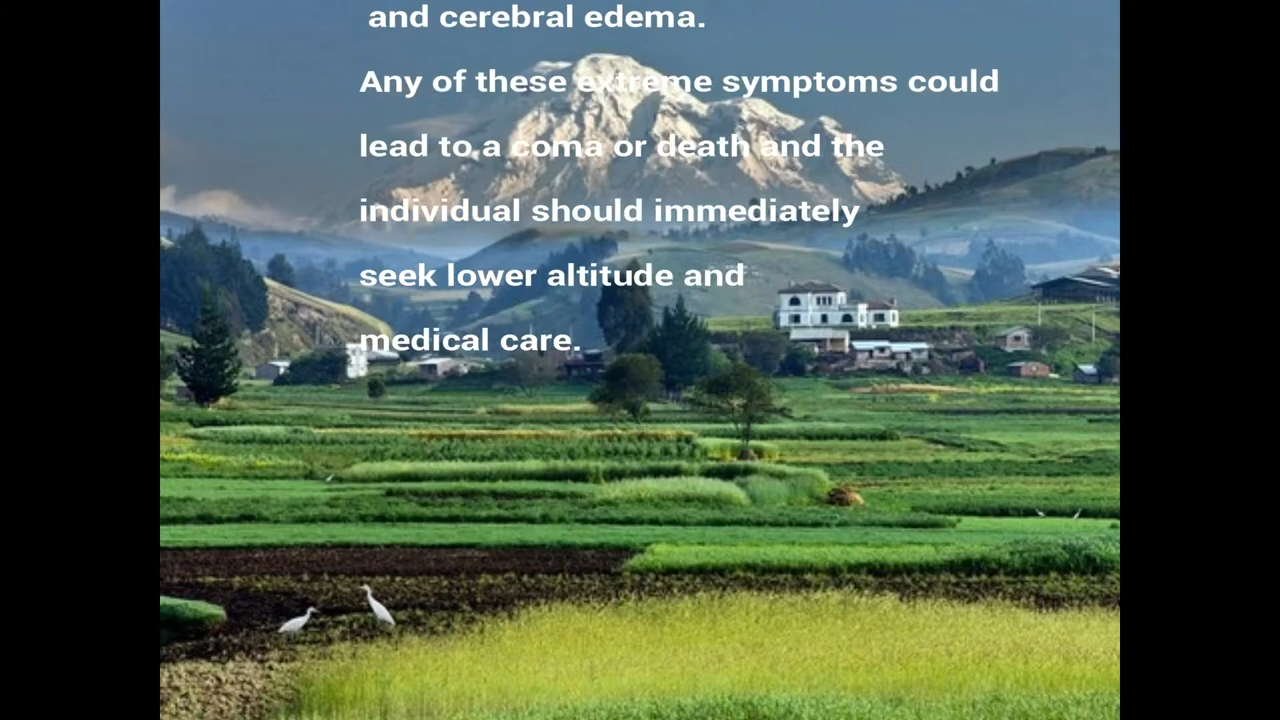 and cerebral edema.
Any of these extreme symptoms could
lead to a coma or death and the
individual should immediately
seek lower altitude and
medical care.